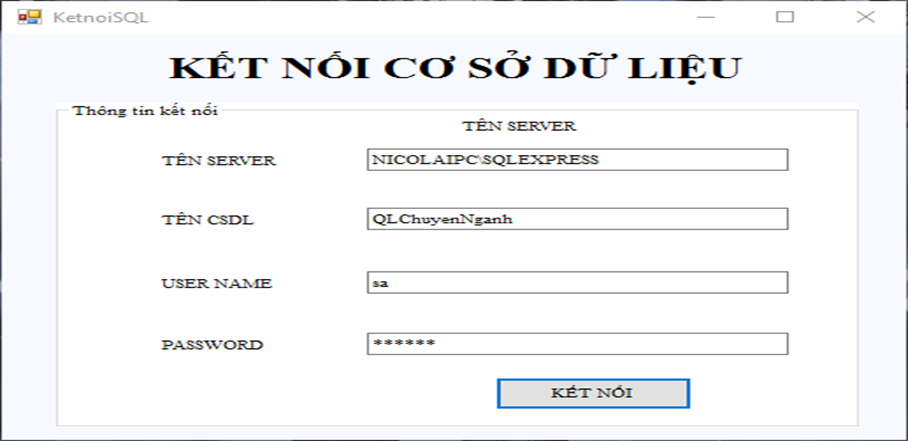 KetnoiSQL
KẾT NỐI CƠ SỞ DỮ LIỆU
Thông tin kết nối
TÊN SERVER
TÊN SERVER NICOLAIPC\SQLEXPRESS
TÊN CSDL QLChuyenNganh
USER NAME sa
PASSWORD ******
KẾT NỐI